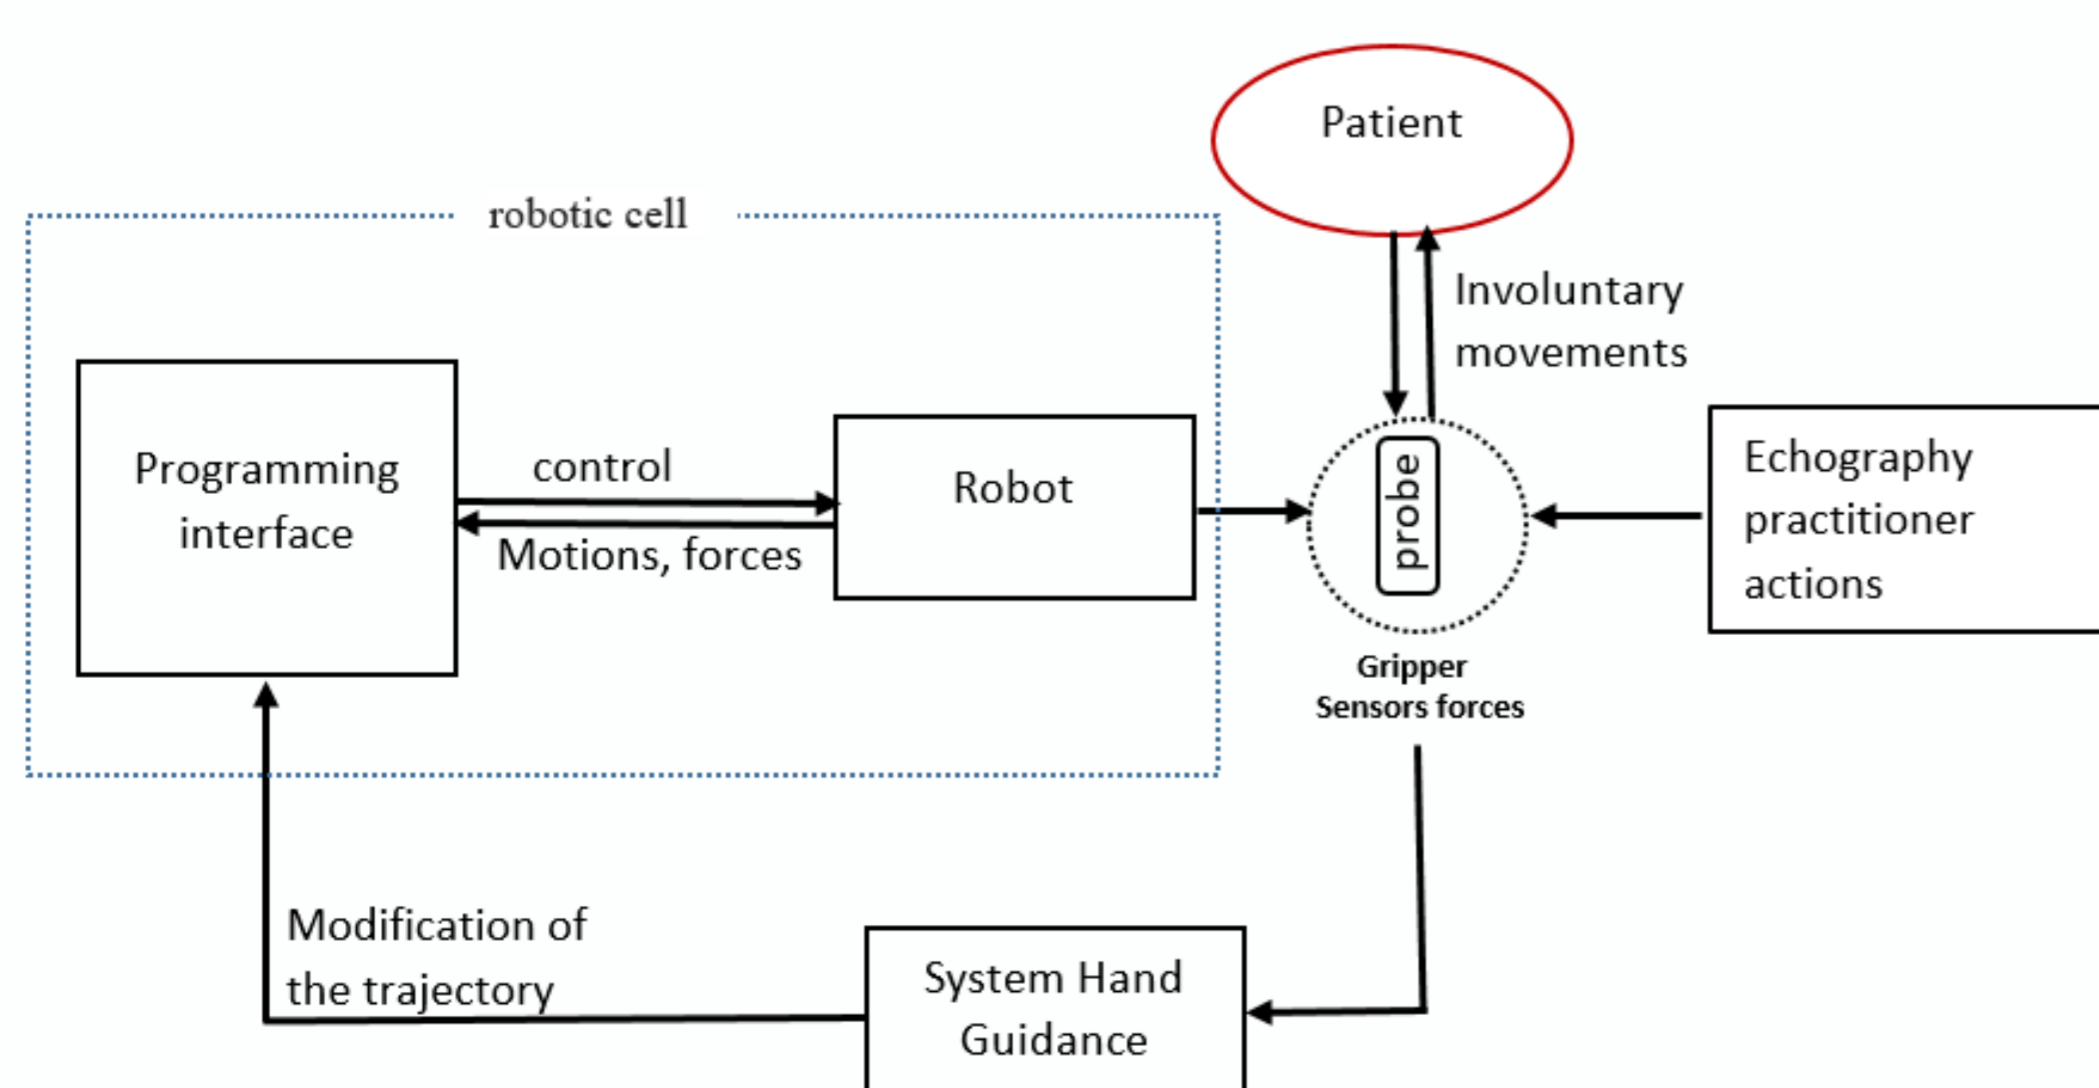 Patient
robotic cell
Involuntary
movements
Programming
interface
control
Motions, forces
Robot
probe
Echography
practitioner
actions
Gripper
Sensors forces
Modification of
the trajectory
System Hand
Guidance